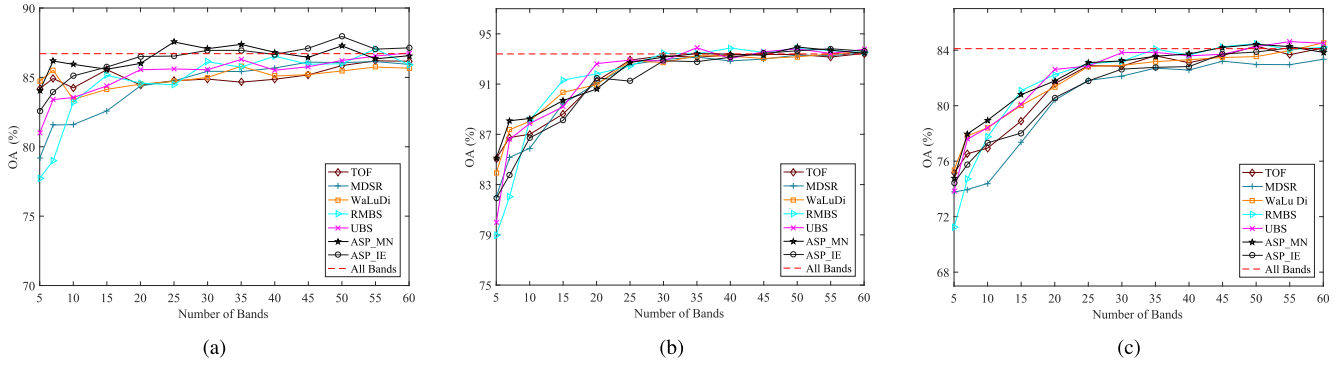 90
85
80
75
70
OA (%)
5 10 15 20 25 30 35 40 45 50 55 60
Number of Bands
TOF
MDSR
WaLuDi
RMBS
UBS
ASP_MN
ASP_IE
All Bands
(a)
95
91
87
83
79
75
OA (%)
5 10 15 20 25 30 35 40 45 50 55 60
Number of Bands
TOF
MDSR
WaLuDi
RMBS
UBS
ASP_MN
ASP_IE
All Bands
(b)
84
80
76
72
68
OA (%)
5 10 15 20 25 30 35 40 45 50 55 60
Number of Bands
TOF
MDSR
WaLu Di
RMBS
UBS
ASP_MN
ASP_IE
All Bands
(c)